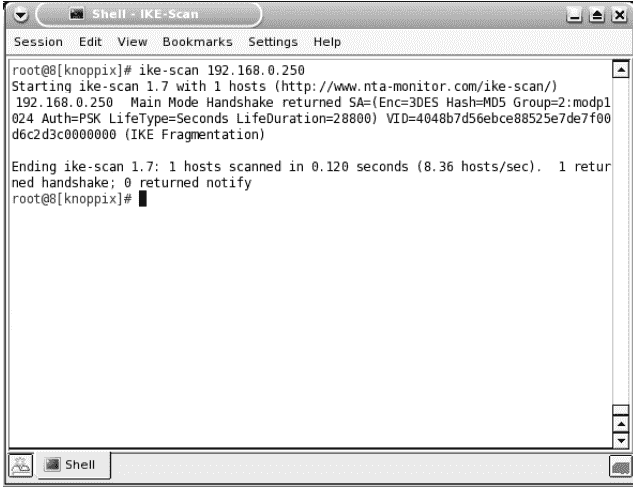 Shell - IKE-Scan
Session Edit View Bookmarks Settings Help
root@8[knoppix]# ike-scan 192.168.0.250
Starting ike-scan 1.7 with 1 hosts (http://www.nta-monitor.com/ike-scan/)
192.168.0.250 Main Mode Handshake returned SA=(Enc=3DES Hash=MD5 Group=2:modp1
024 Auth=PSK LifeType=Seconds LifeDuration=28800) VID=4048b7d56ebce88525e7de7f00
d6c2d3c0000000 (IKE Fragmentation)
Ending ike-scan 1.7: 1 hosts scanned in 0.120 seconds (8.36 hosts/sec). 1 retur
ned handshake; 0 returned notify
root@8[knoppix]#
Shell